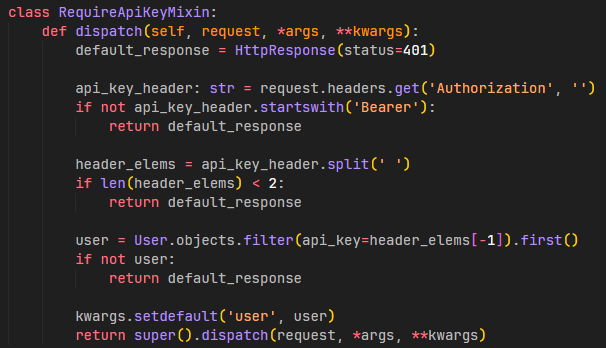 class RequireApiKeyMixin:
    def dispatch(self, request, *args, **kwargs):
        default_response = HttpResponse(status=401)

        api_key_header: str = request.headers.get('Authorization', '')
        if not api_key_header.startswith('Bearer'):
            return default_response

        header_elems = api_key_header.split(' ')
        if len(header_elems) < 2:
            return default_response

        user = User.objects.filter(api_key=header_elems[-1]).first()
        if not user:
            return default_response

        kwargs.setdefault('user', user)
        return super().dispatch(request, *args, **kwargs)